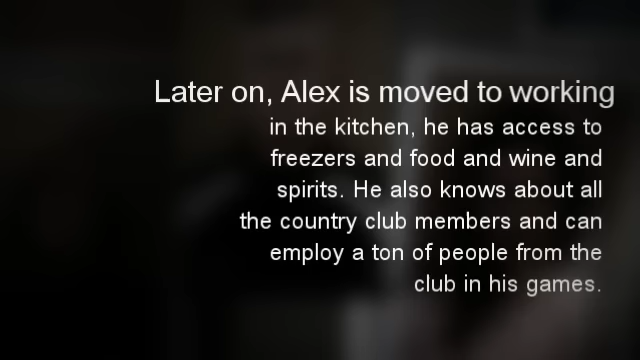 Later on, Alex is moved to working
in the kitchen, he has access to
freezers and food and wine and
spirits. He also knows about all
the country club members and can
employ a ton of people from the
club in his games.